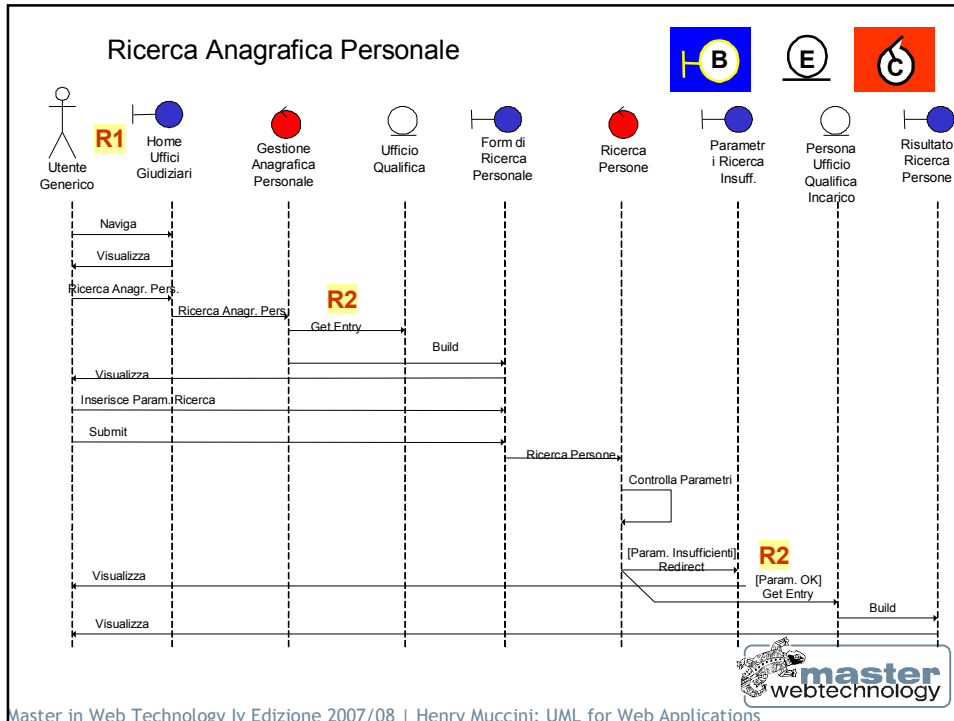 Ricerca Anagrafica Personale
B
E
C
R1
Utente
Generico
Home
Uffici
Giudiziari
Gestione
Anagrafica
Personale
Ufficio
Qualifica
Form di
Ricerca
Personale
Ricerca
Persone
Parametr
i Ricerca
Insuff.
Persona
Ufficio
Qualifica
Incarico
Risultato
Ricerca
Persone
Naviga
Visualizza
Ricerca Anagr. Pers.
Ricerca Anagr. Pers
R2
Get Entry
Build
Visualizza
Inserisce Param. Ricerca
Submit
Ricerca Persone
Controlla Parametri
[Param. Insufficienti]
Redirect
R2
Visualizza
[Param. OK]
Get Entry
Build
Visualizza
master
webtechnology
Master in Web Technology Iv Edizione 2007/08 | Henry Muccini: UML for Web Applications